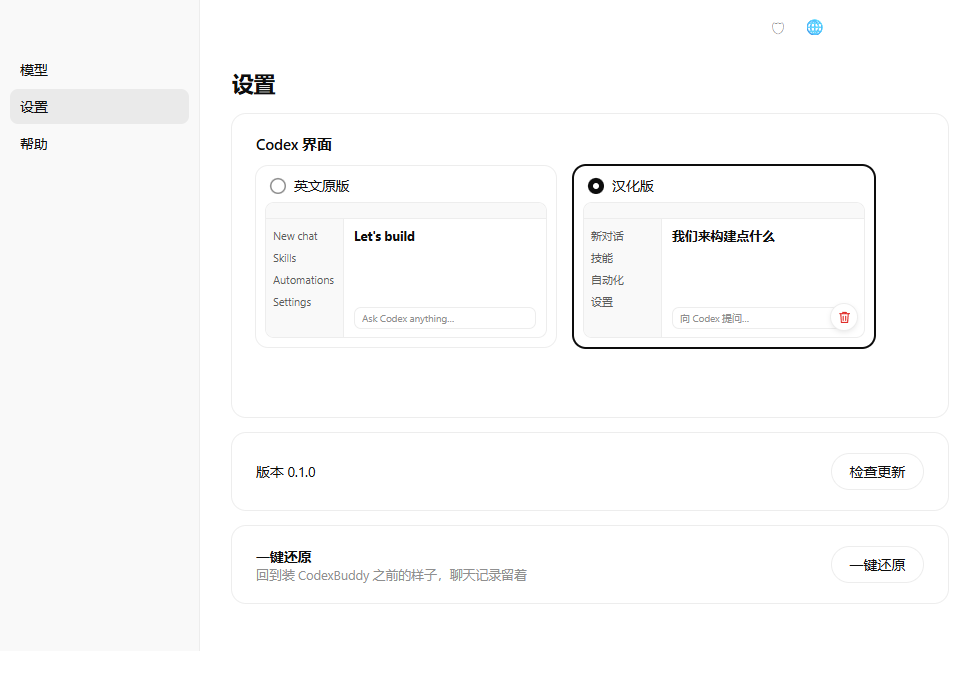 模型
设置
帮助
设置
Codex 界面
英文原版
New chat
Skills
Automations
Settings
Let's build
Ask Codex anything...
汉化版
新对话
技能
自动化
设置
我们来构建点什么
向 Codex 提问...
版本 0.1.0
检查更新
一键还原
回到装 CodexBuddy 之前的样子，聊天记录留着
一键还原